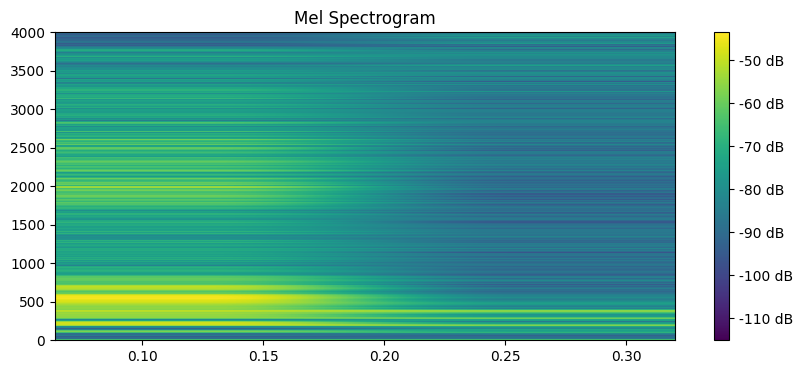 Mel Spectrogram
4000
3500
3000
2500
2000
1500
1000
500
0
0.10 0.15 0.20 0.25 0.30
-50 dB
-60 dB
-70 dB
-80 dB
-90 dB
-100 dB
-110 dB